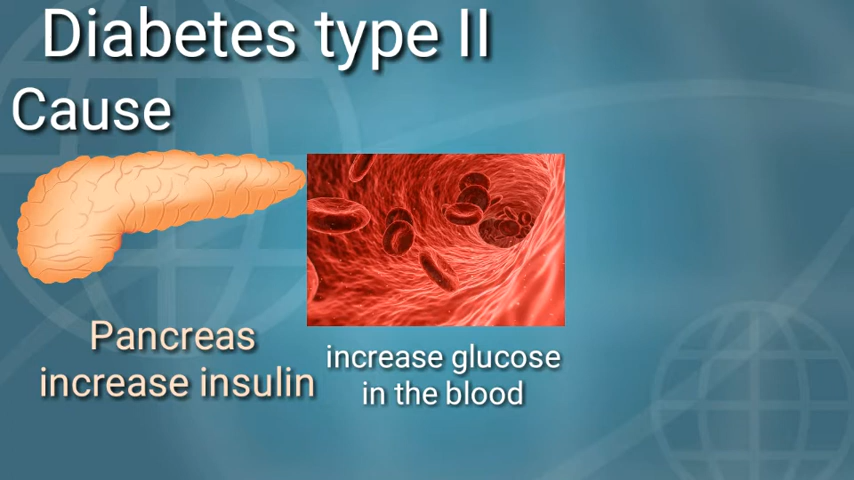 Diabetes type II
Cause
Pancreas
increase insulin
increase glucose
in the blood